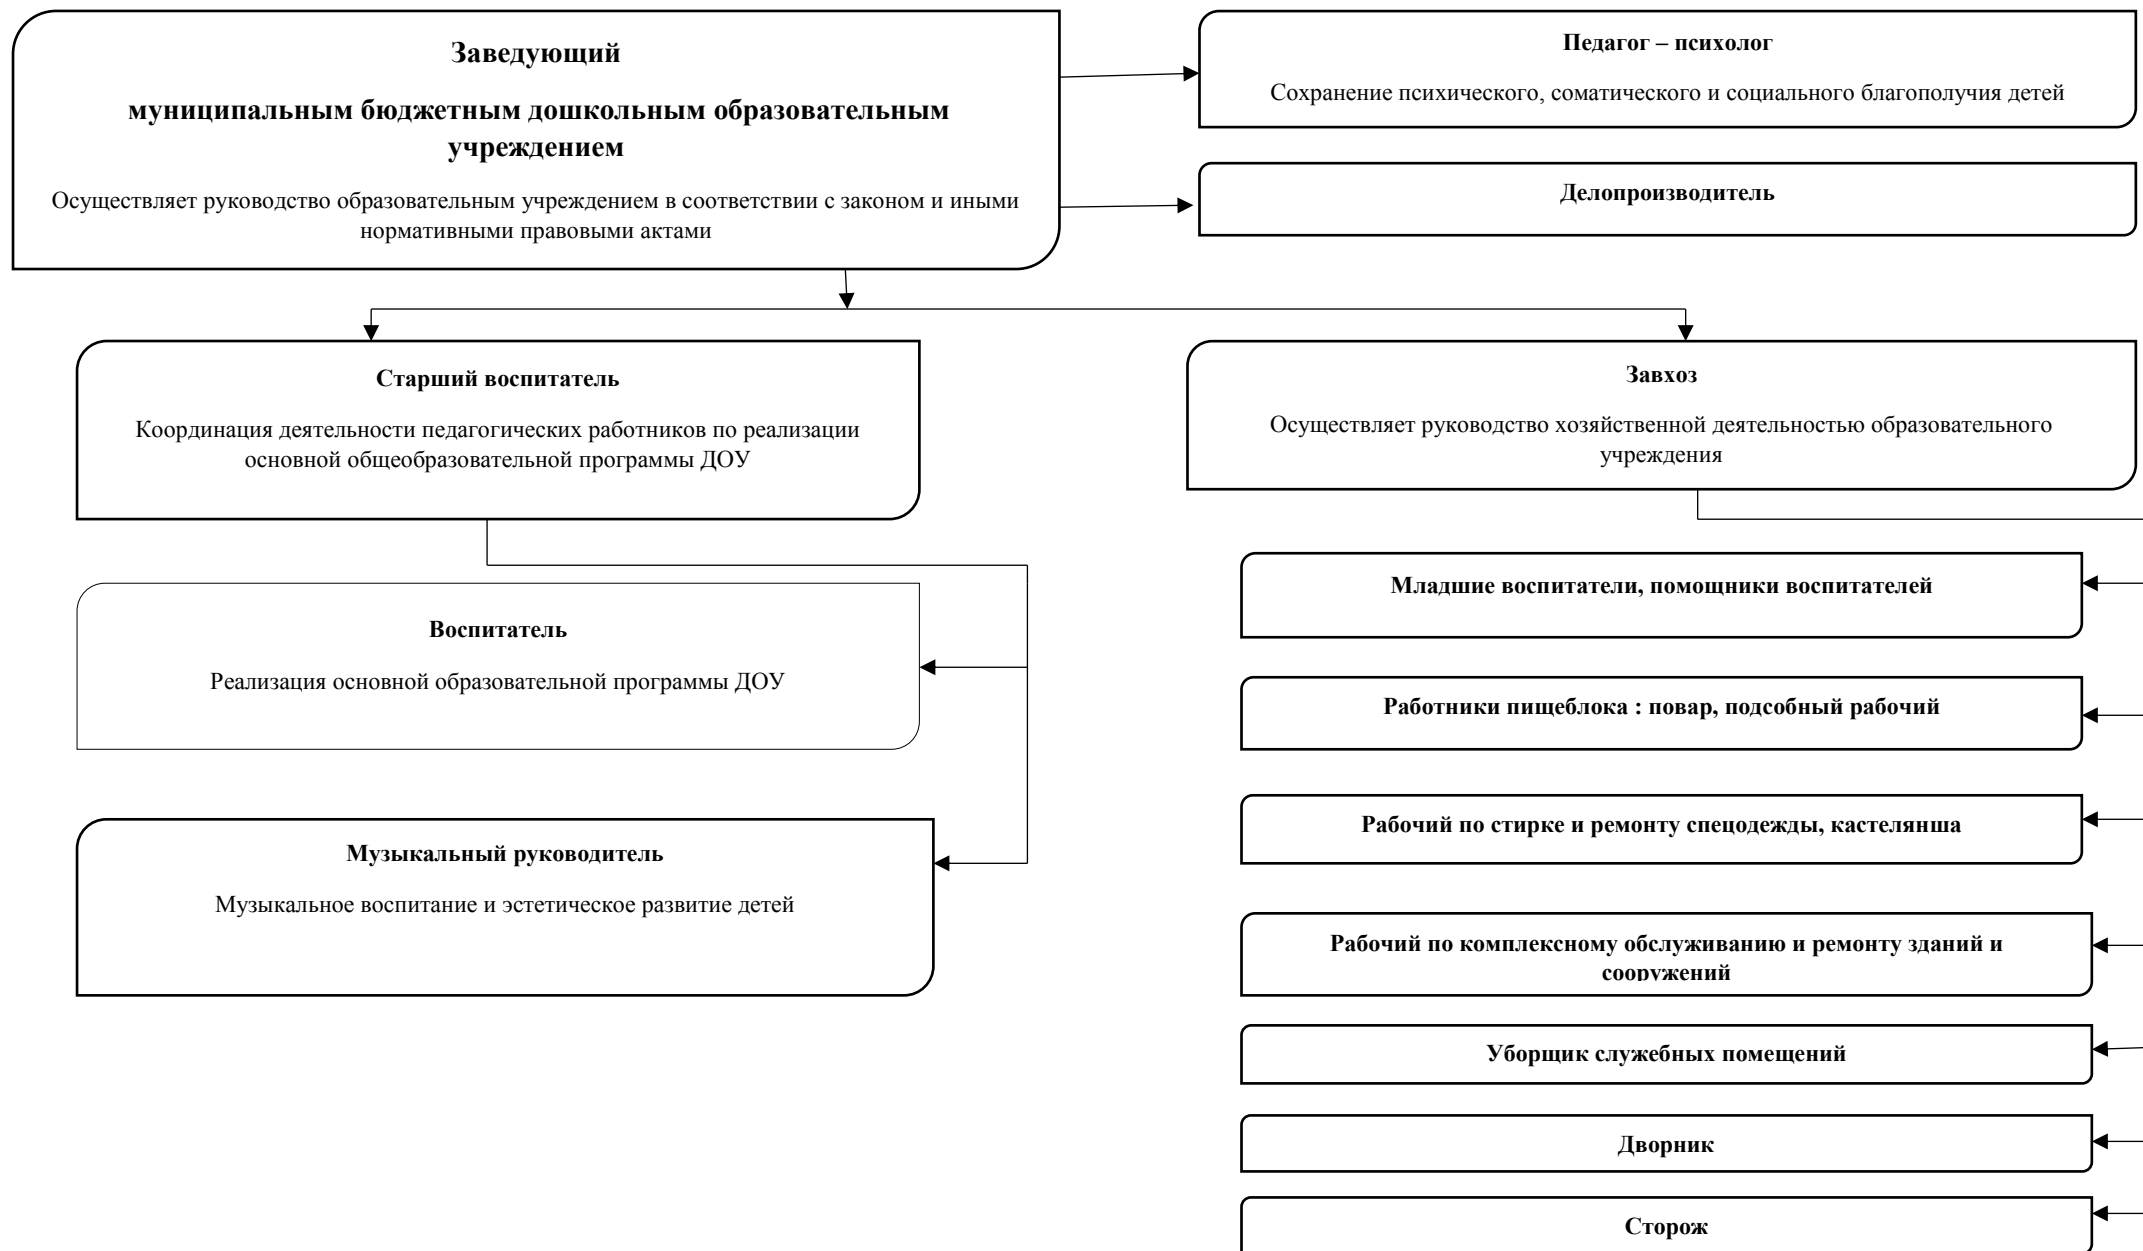 Заведующий
муниципальным бюджетным дошкольным образовательным
учреждением
Осуществляет руководство образовательным учреждением в соответствии с законом и иными
нормативными правовыми актами
Педагог – психолог
Сохранение психического, соматического и социального благополучия детей
Делопроизводитель
Старший воспитатель
Координация деятельности педагогических работников по реализации
основной общеобразовательной программы ДОУ
Завхоз
Осуществляет руководство хозяйственной деятельностью образовательного
учреждения
Воспитатель
Реализация основной образовательной программы ДОУ
Музыкальный руководитель
Музыкальное воспитание и эстетическое развитие детей
Младшие воспитатели, помощники воспитателей
Работники пищеблока : повар, подсобный рабочий
Рабочий по стирке и ремонту спецодежды, кастелянша
Рабочий по комплексному обслуживанию и ремонту зданий и
сооружений
Уборщик служебных помещений
Дворник
Сторож